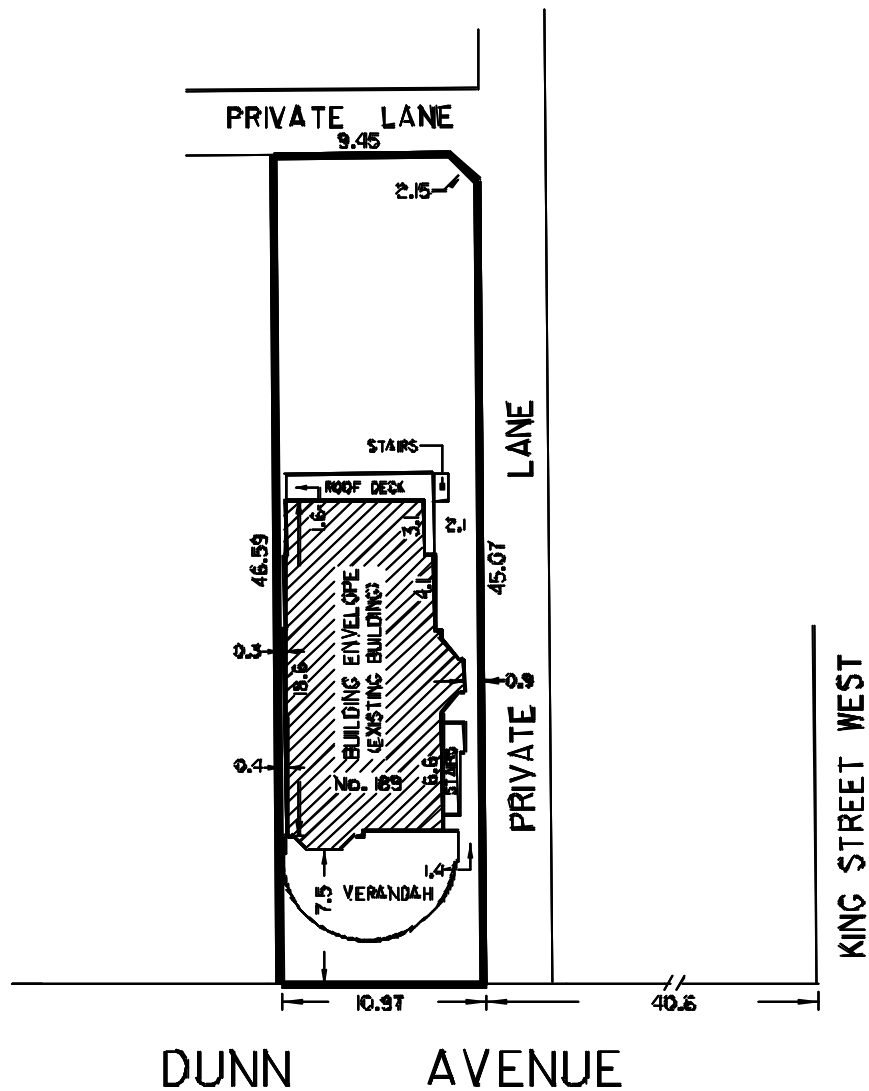 PRIVATE LANE
9.45
2.15
STAIRS
ROOF DECK
1.6
3.1
2.1
46.59
45.07
4.1
BUILDING ENVELOPE
(EXISTING BUILDING)
0.3
18.6
0.9
PRIVATE LANE
0.4
No. 189
6.6
STAIRS
1.4
7.5
VERANDAH
KING STREET WEST
10.97
40.6
DUNN AVENUE